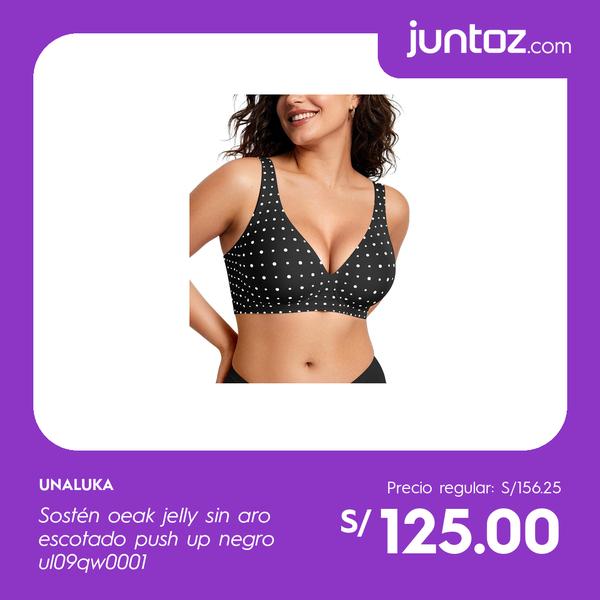 juntoz.com
UNALUKA
Sostén oeak jelly sin aro
escotado push up negro
ul09qw0001
Precio regular: S/156.25
S/125.00